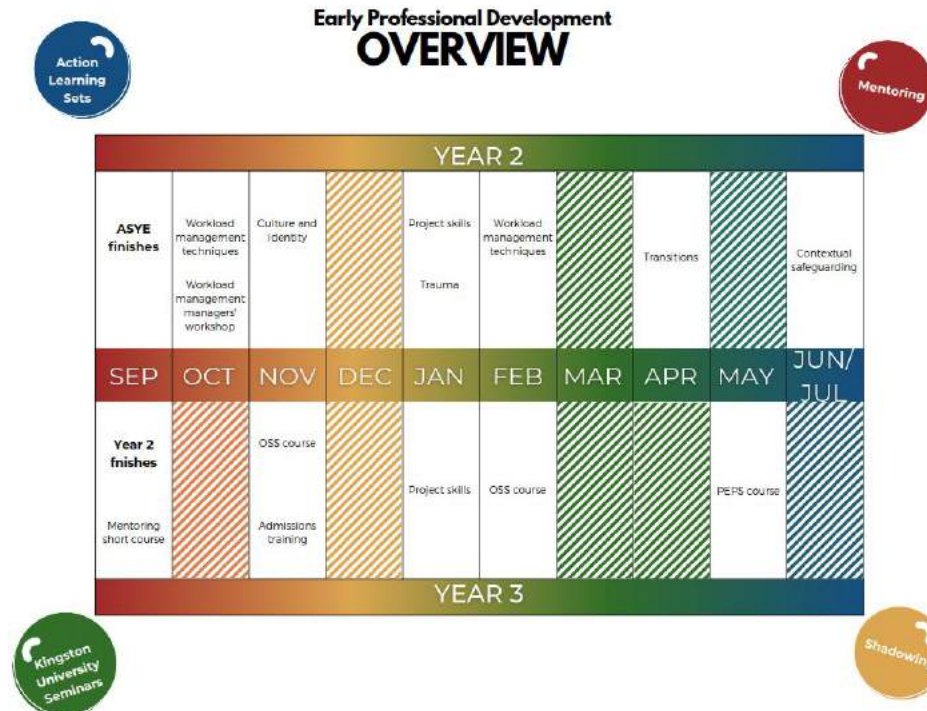 Early Professional Development
OVERVIEW
Action
Learning
Sets
Mentoring
YEAR 2
ASYE
finishes
Workload
management
techniques
Workload
management
managers'
workshop
Culture and
identity
Project skills
Trauma
Workload
management
techniques
Transitions
Contextual
safeguarding
SEP
OCT
NOV
DEC
JAN
FEB
MAR
APR
MAY
JUN/
JUL
Year 2
fnishes
Mentoring
short course
OSS course
Admissions
training
Project skills
OSS course
PEPS course
YEAR 3
Kingston
University
Seminars
Shadowing